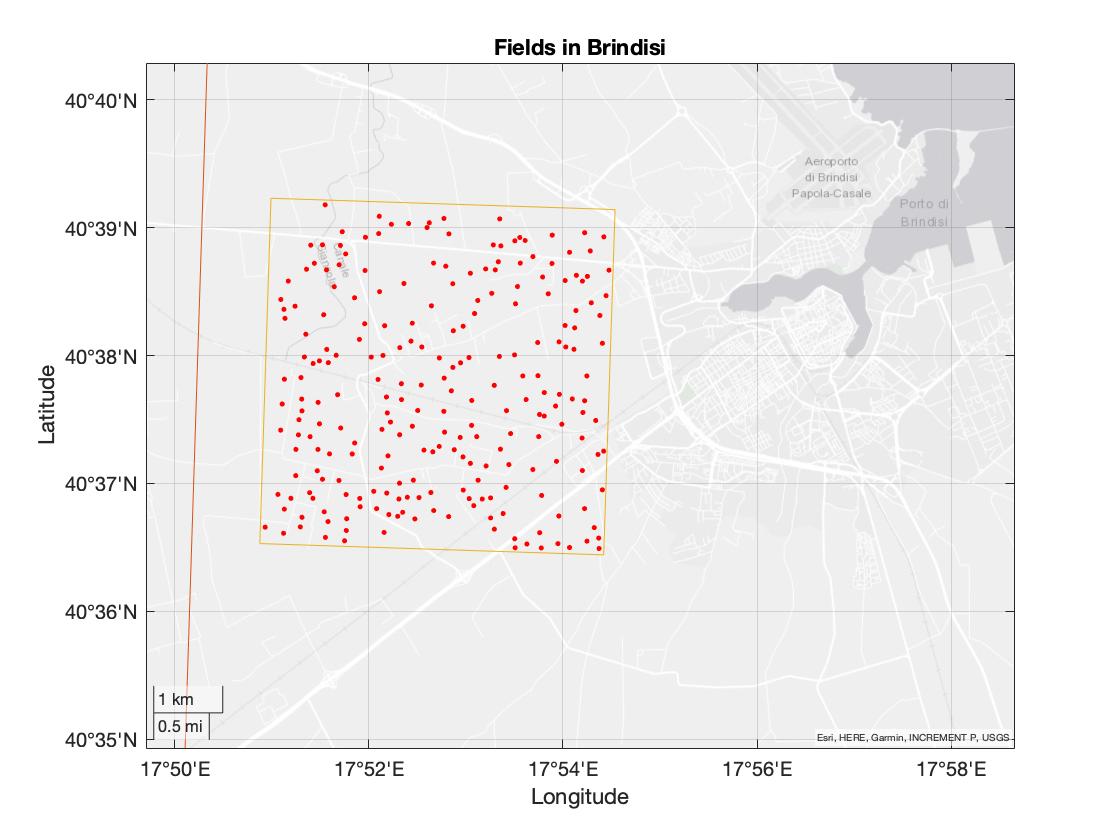 Fields in Brindisi
40°40'N
40°39'N
40°38'N
40°37'N
40°36'N
40°35'N
Latitude
Aeroporto
di Brindisi
Papola-Casale
Porto di
Brindisi
Canale
1 km
0.5 mi
Esri, HERE, Garmin, INCREMENT P, USGS
17°50'E
17°52'E
17°54'E
17°56'E
17°58'E
Longitude